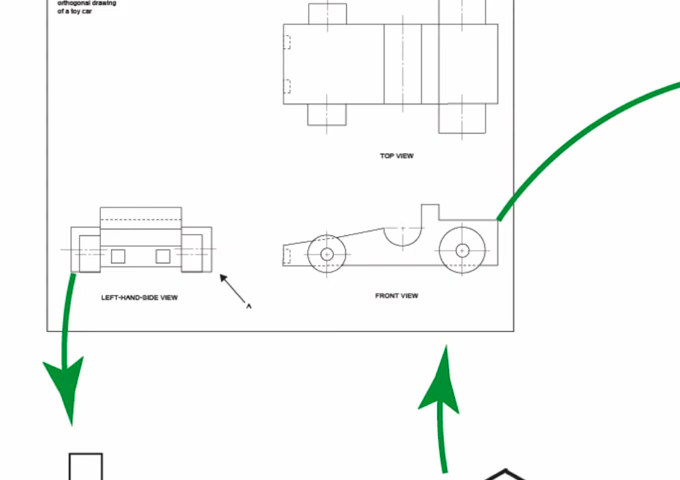 orthogonal drawing
of a toy car
TOP VIEW
LEFT-HAND-SIDE VIEW
A
FRONT VIEW